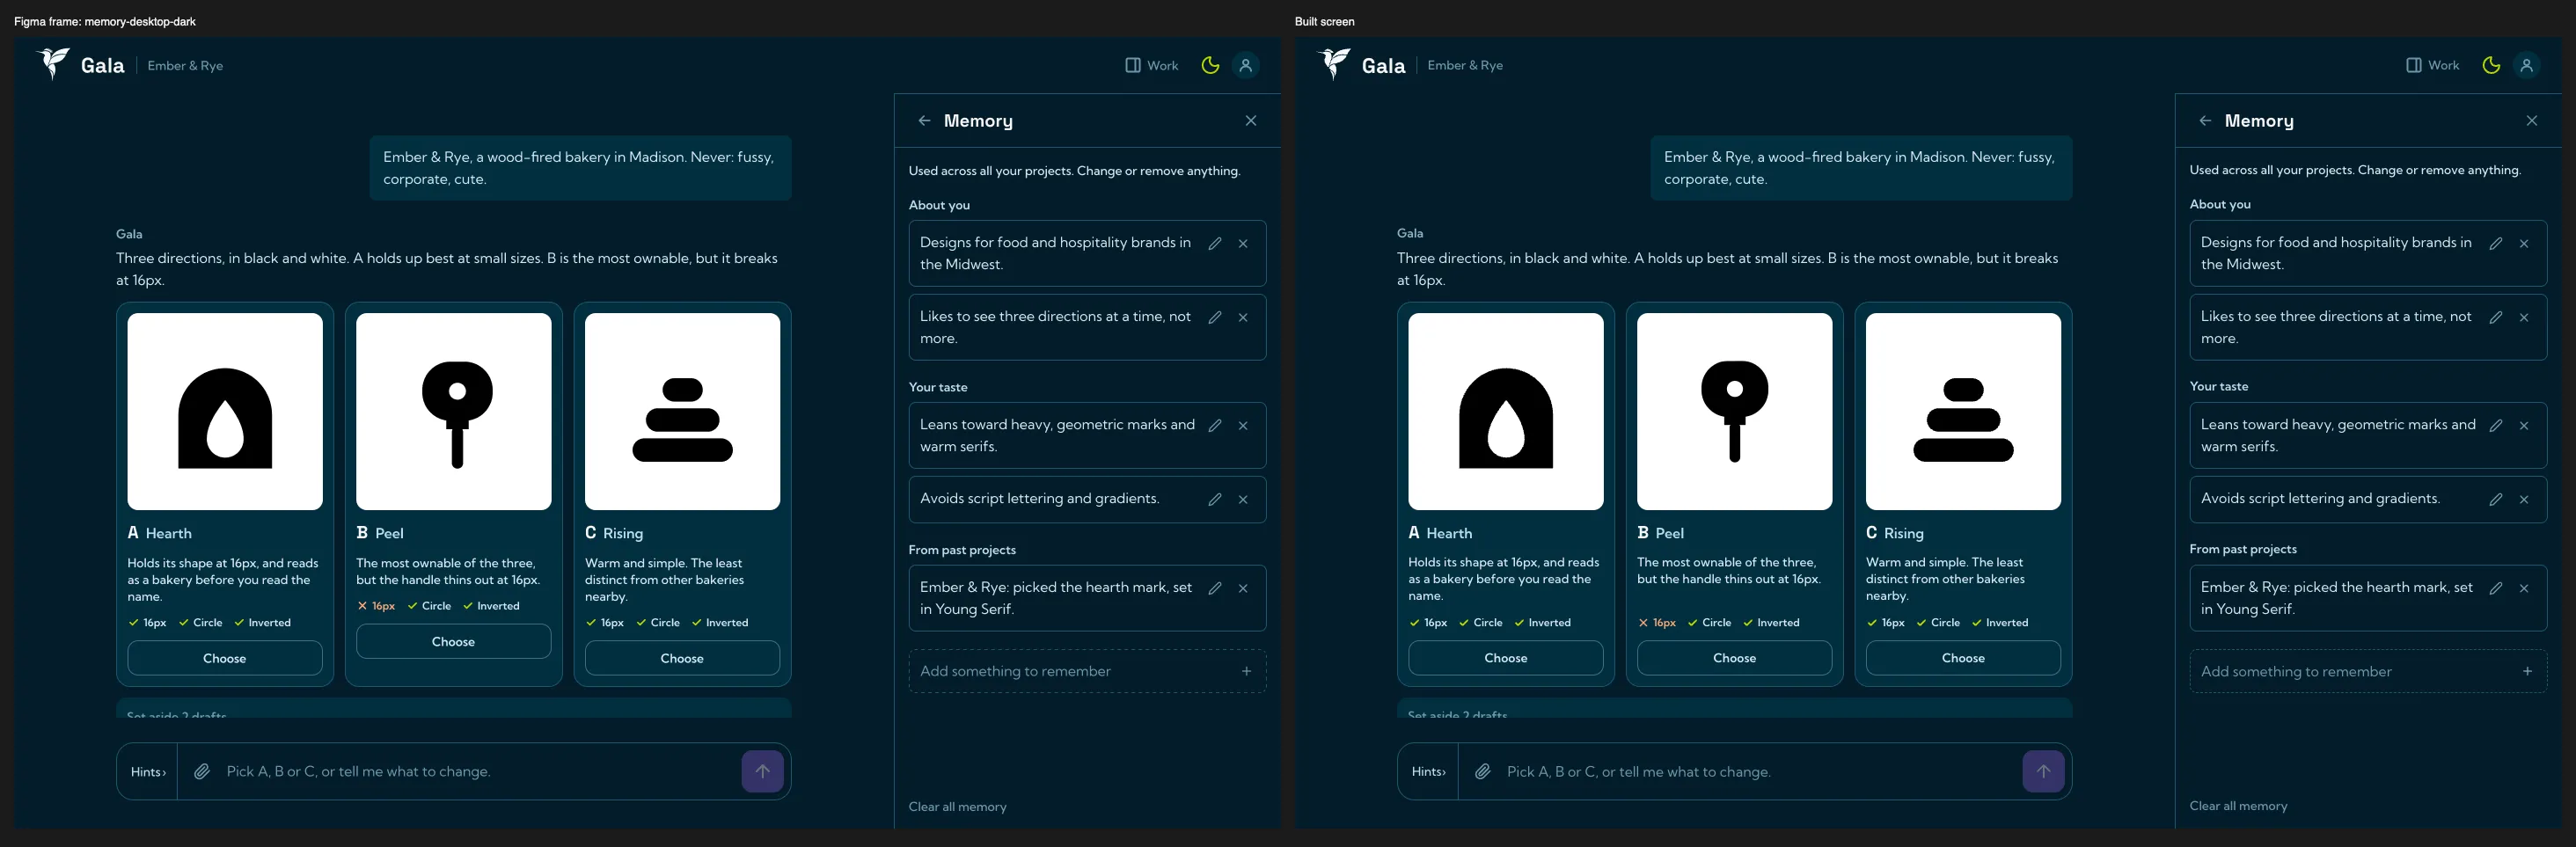 Figma frame: memory-desktop-dark
Gala
Ember & Rye
Work
Memory
Ember & Rye, a wood-fired bakery in Madison. Never: fussy,
corporate, cute.
Used across all your projects. Change or remove anything.
About you
Designs for food and hospitality brands in
the Midwest.
Likes to see three directions at a time, not
more.
Your taste
Leans toward heavy, geometric marks and
warm serifs.
Avoids script lettering and gradients.
From past projects
Ember & Rye: picked the hearth mark, set
in Young Serif.
Add something to remember
Clear all memory
Gala
Three directions, in black and white. A holds up best at small sizes. B is the most ownable, but it breaks
at 16px.
A Hearth
Holds its shape at 16px, and reads
as a bakery before you read the
name.
16px Circle Inverted
Choose
B Peel
The most ownable of the three,
but the handle thins out at 16px.
16px Circle Inverted
Choose
C Rising
Warm and simple. The least
distinct from other bakeries
nearby.
16px Circle Inverted
Choose
Set aside 2 drafts
Hints›
Pick A, B or C, or tell me what to change.
Built screen
Gala
Ember & Rye
Work
Memory
Ember & Rye, a wood-fired bakery in Madison. Never: fussy,
corporate, cute.
Used across all your projects. Change or remove anything.
About you
Designs for food and hospitality brands in
the Midwest.
Likes to see three directions at a time, not
more.
Your taste
Leans toward heavy, geometric marks and
warm serifs.
Avoids script lettering and gradients.
From past projects
Ember & Rye: picked the hearth mark, set
in Young Serif.
Add something to remember
Clear all memory
Gala
Three directions, in black and white. A holds up best at small sizes. B is the most ownable, but it breaks
at 16px.
A Hearth
Holds its shape at 16px, and reads
as a bakery before you read the
name.
16px Circle Inverted
Choose
B Peel
The most ownable of the three,
but the handle thins out at 16px.
16px Circle Inverted
Choose
C Rising
Warm and simple. The least
distinct from other bakeries
nearby.
16px Circle Inverted
Choose
Set aside 2 drafts
Hints›
Pick A, B or C, or tell me what to change.